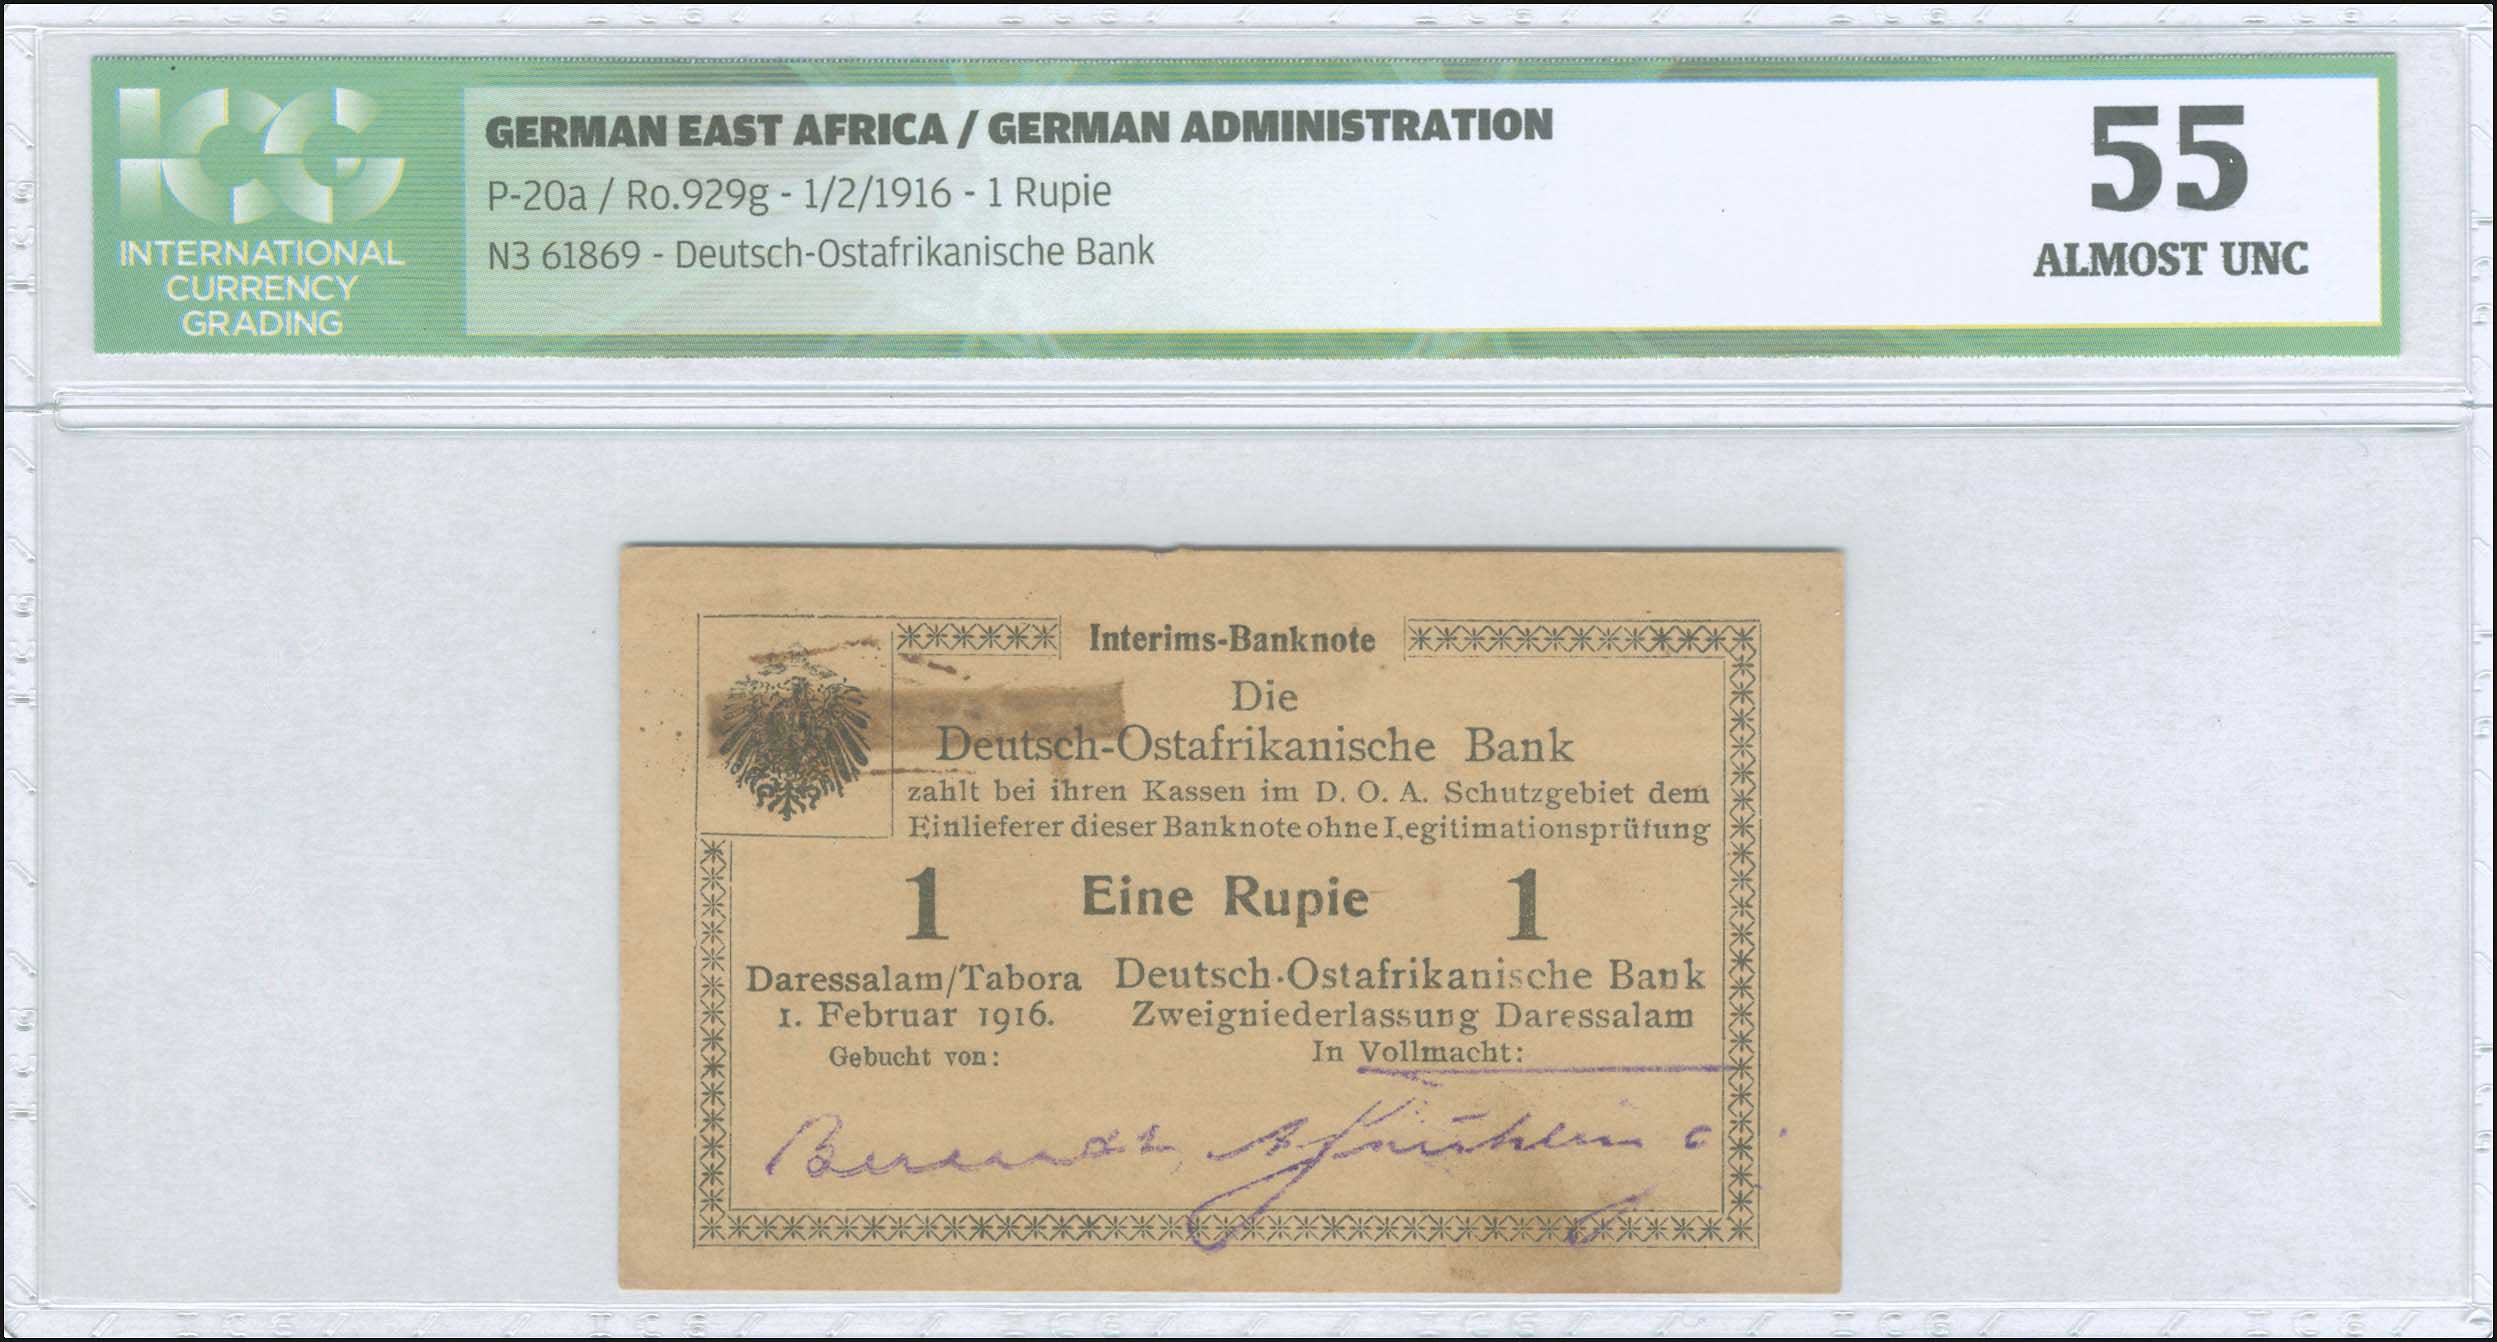 ICG
INTERNATIONAL
CURRENCY
GRADING
GERMAN EAST AFRICA / GERMAN ADMINISTRATION
P-20a / Ro.929g - 1/2/1916 - 1 Rupie
N3 61869 - Deutsch-Ostafrikanische Bank
55
ALMOST UNC
Interims-Banknote
Die
Deutsch-Ostafrikanische Bank
zahlt bei ihren Kassen im D. O. A. Schutzgebiet dem
Einlieferer dieser Banknote ohne Legitimationsprüfung
1 Eine Rupie 1
Daressalam/Tabora
1. Februar 1916.
Gebucht von:
Deutsch-Ostafrikanische Bank
Zweigniederlassung Daressalam
In Vollmacht: